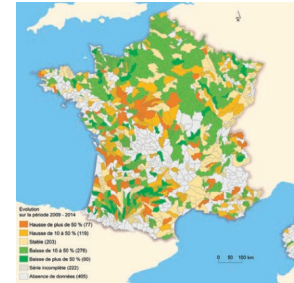 Évolution
sur la période 2009 - 2014
Hausse de plus de 50 % (77)
Hausse de 10 à 50 % (119)
Stable (203)
Baisse de 10 à 50 % (276)
Baisse de plus de 50 % (60)
Série incomplète (222)
Absence de données (405)
0 50 100 km